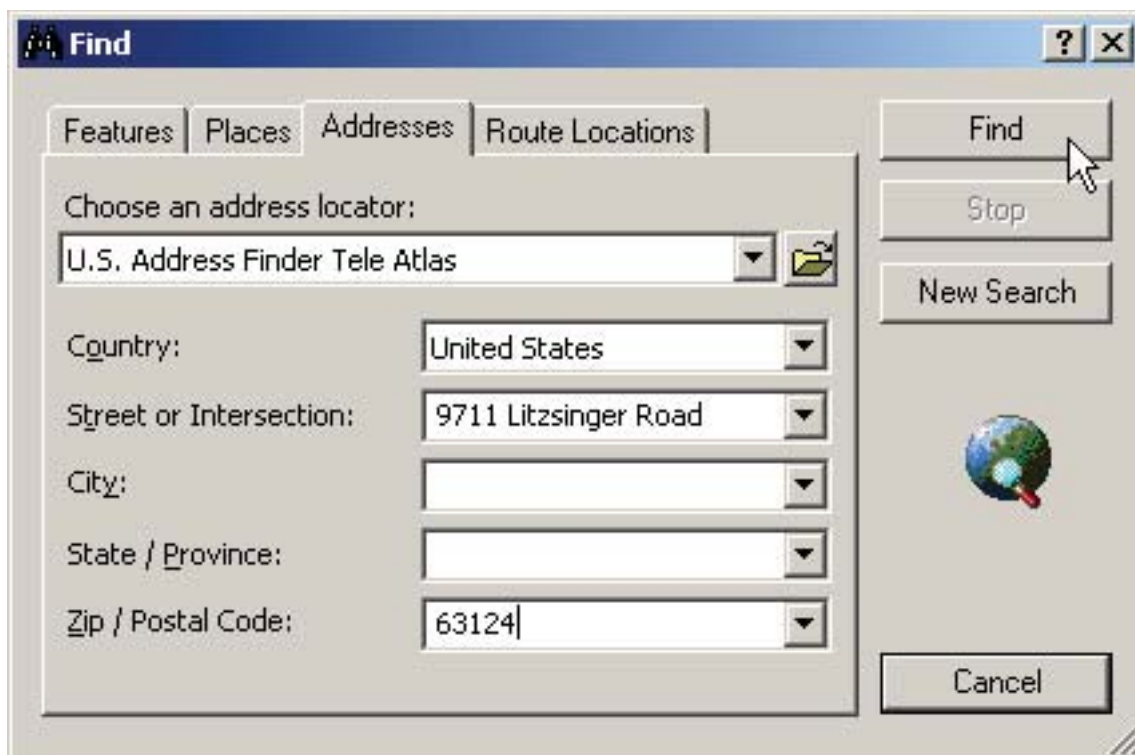 Find
Features Places Addresses Route Locations
Find
Choose an address locator:
Stop
U.S. Address Finder Tele Atlas
New Search
Country: United States
Street or Intersection: 9711 Litzsinger Road
City:
State / Province:
Zip / Postal Code: 63124
Cancel